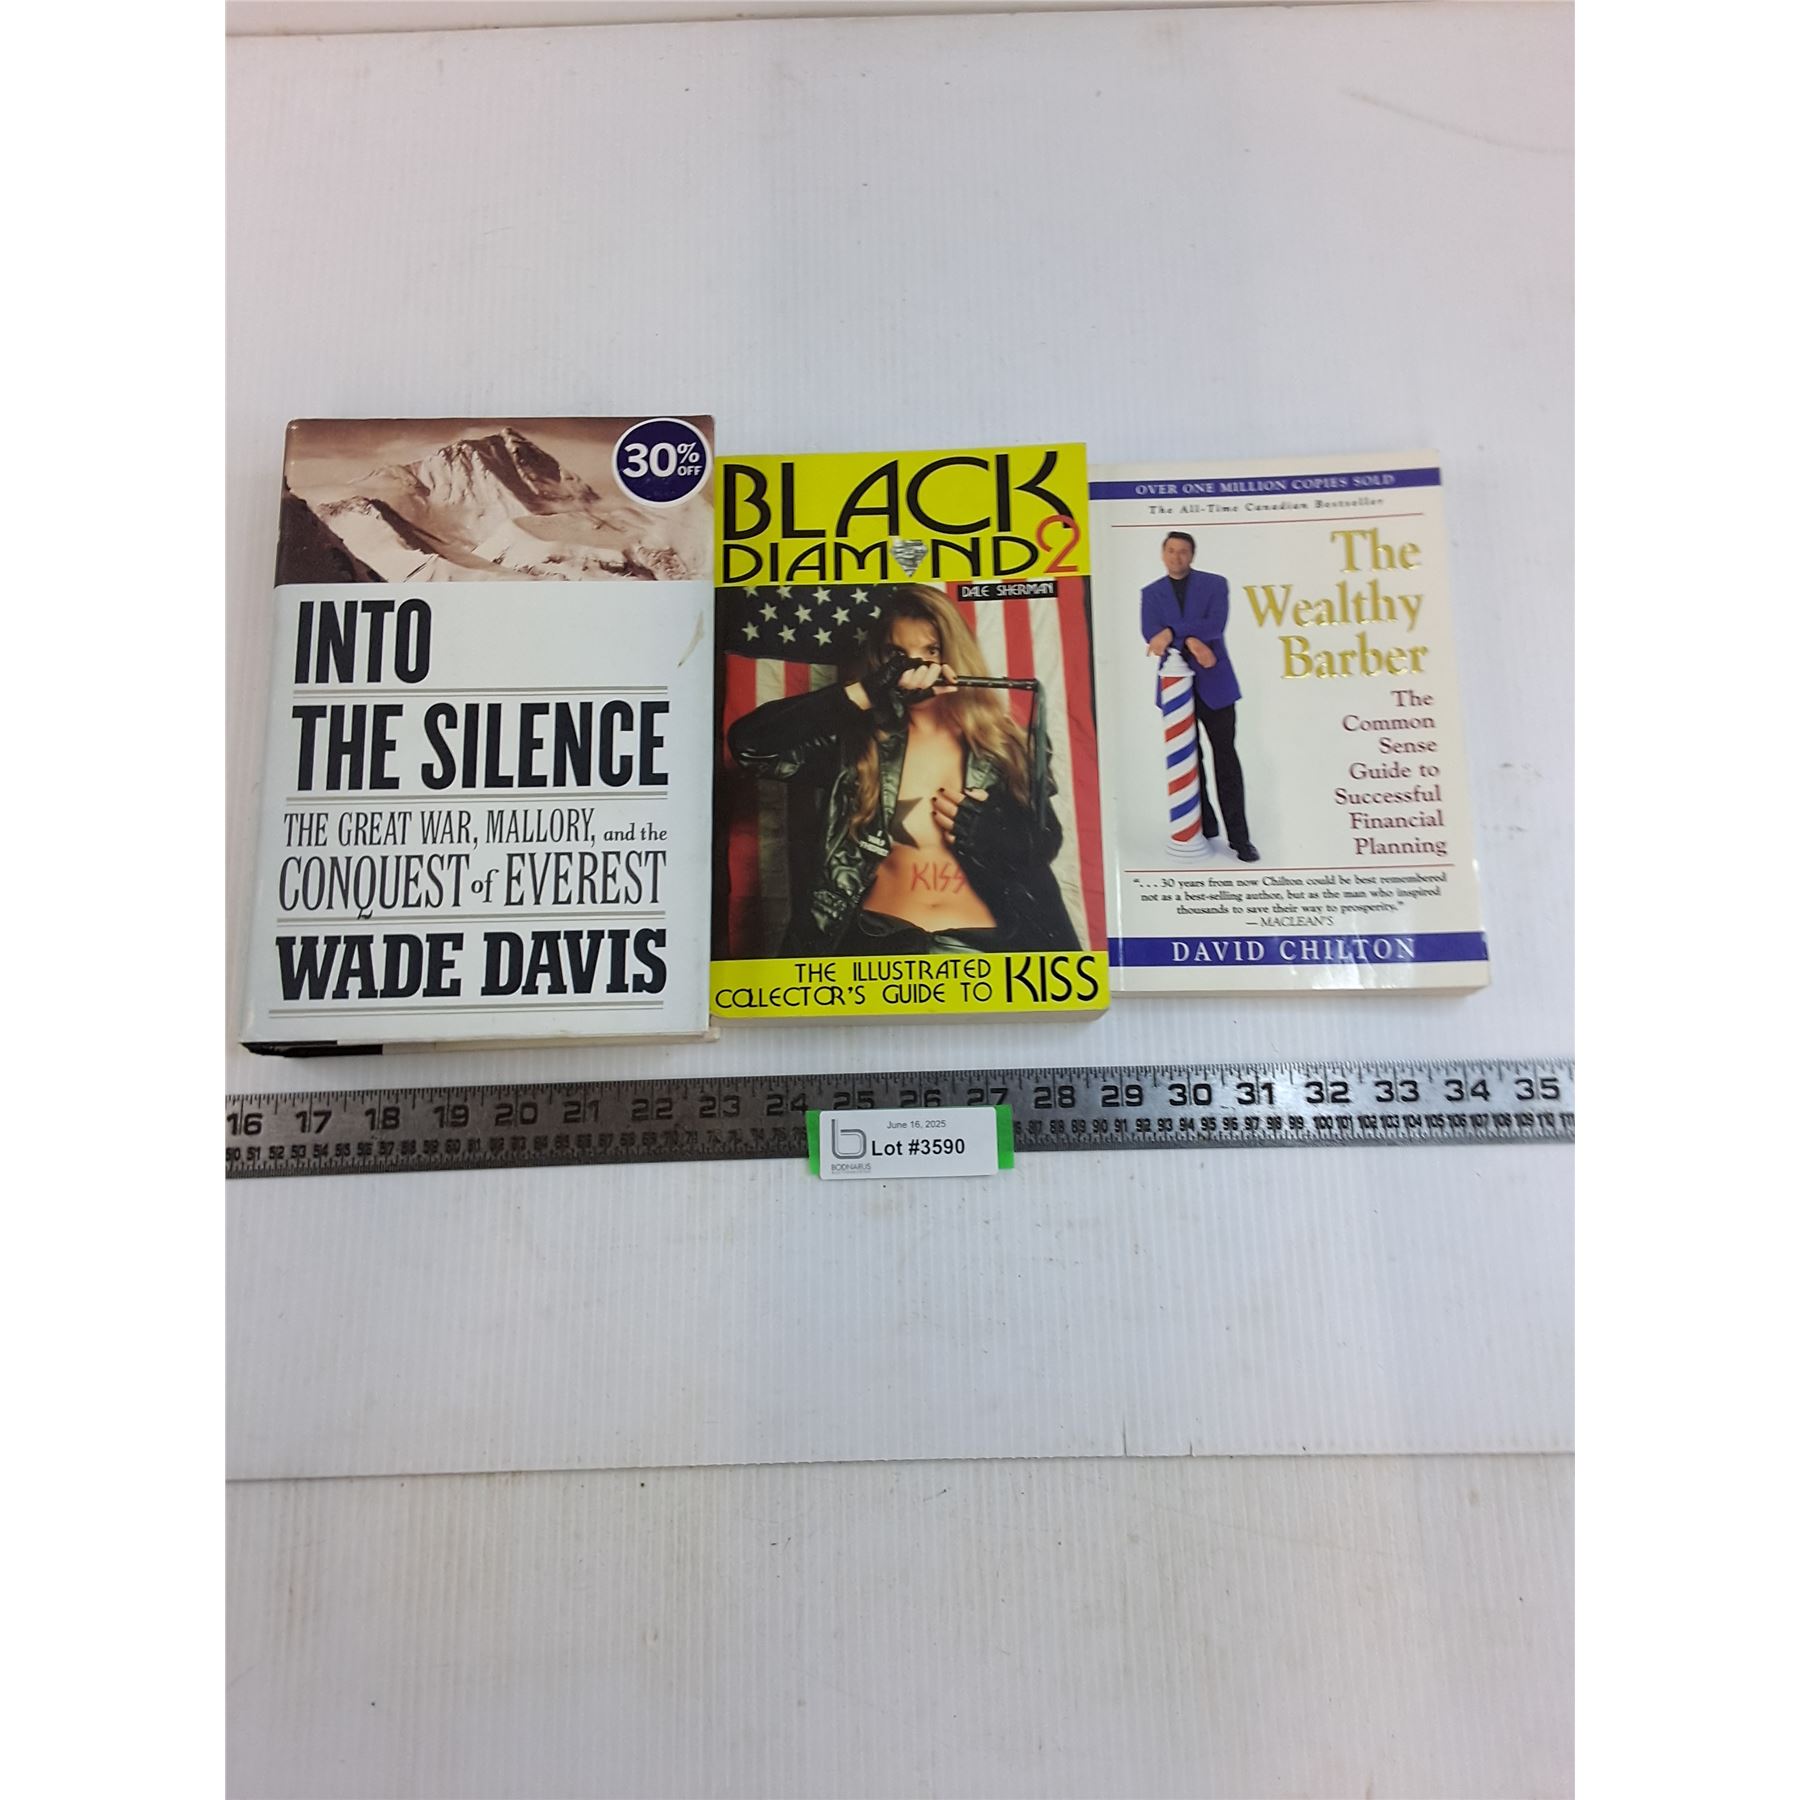 30% OFF
INTO
THE SILENCE
THE GREAT WAR, MALLORY, and the
CONQUEST of EVEREST
WADE DAVIS
BLACK
DIAMOND 2
DALE SHERMAN
KISS
THE ILLUSTRATED
COLLECTOR'S GUIDE TO KISS
OVER ONE MILLION COPIES SOLD
The All-Time Canadian Bestseller
The
Wealthy
Barber
The
Common
Sense
Guide to
Successful
Financial
Planning
"... 30 years from now Chilton could be best remembered
not as a best-selling author, but as the man who inspired
thousands to save their way to prosperity."
— MACLEAN'S
DAVID CHILTON
16 17 18 19 20 21 22 23 24 25 26 27 28 29 30 31 32 33 34 35
June 16, 2025
Lot #3590
BODNARUS